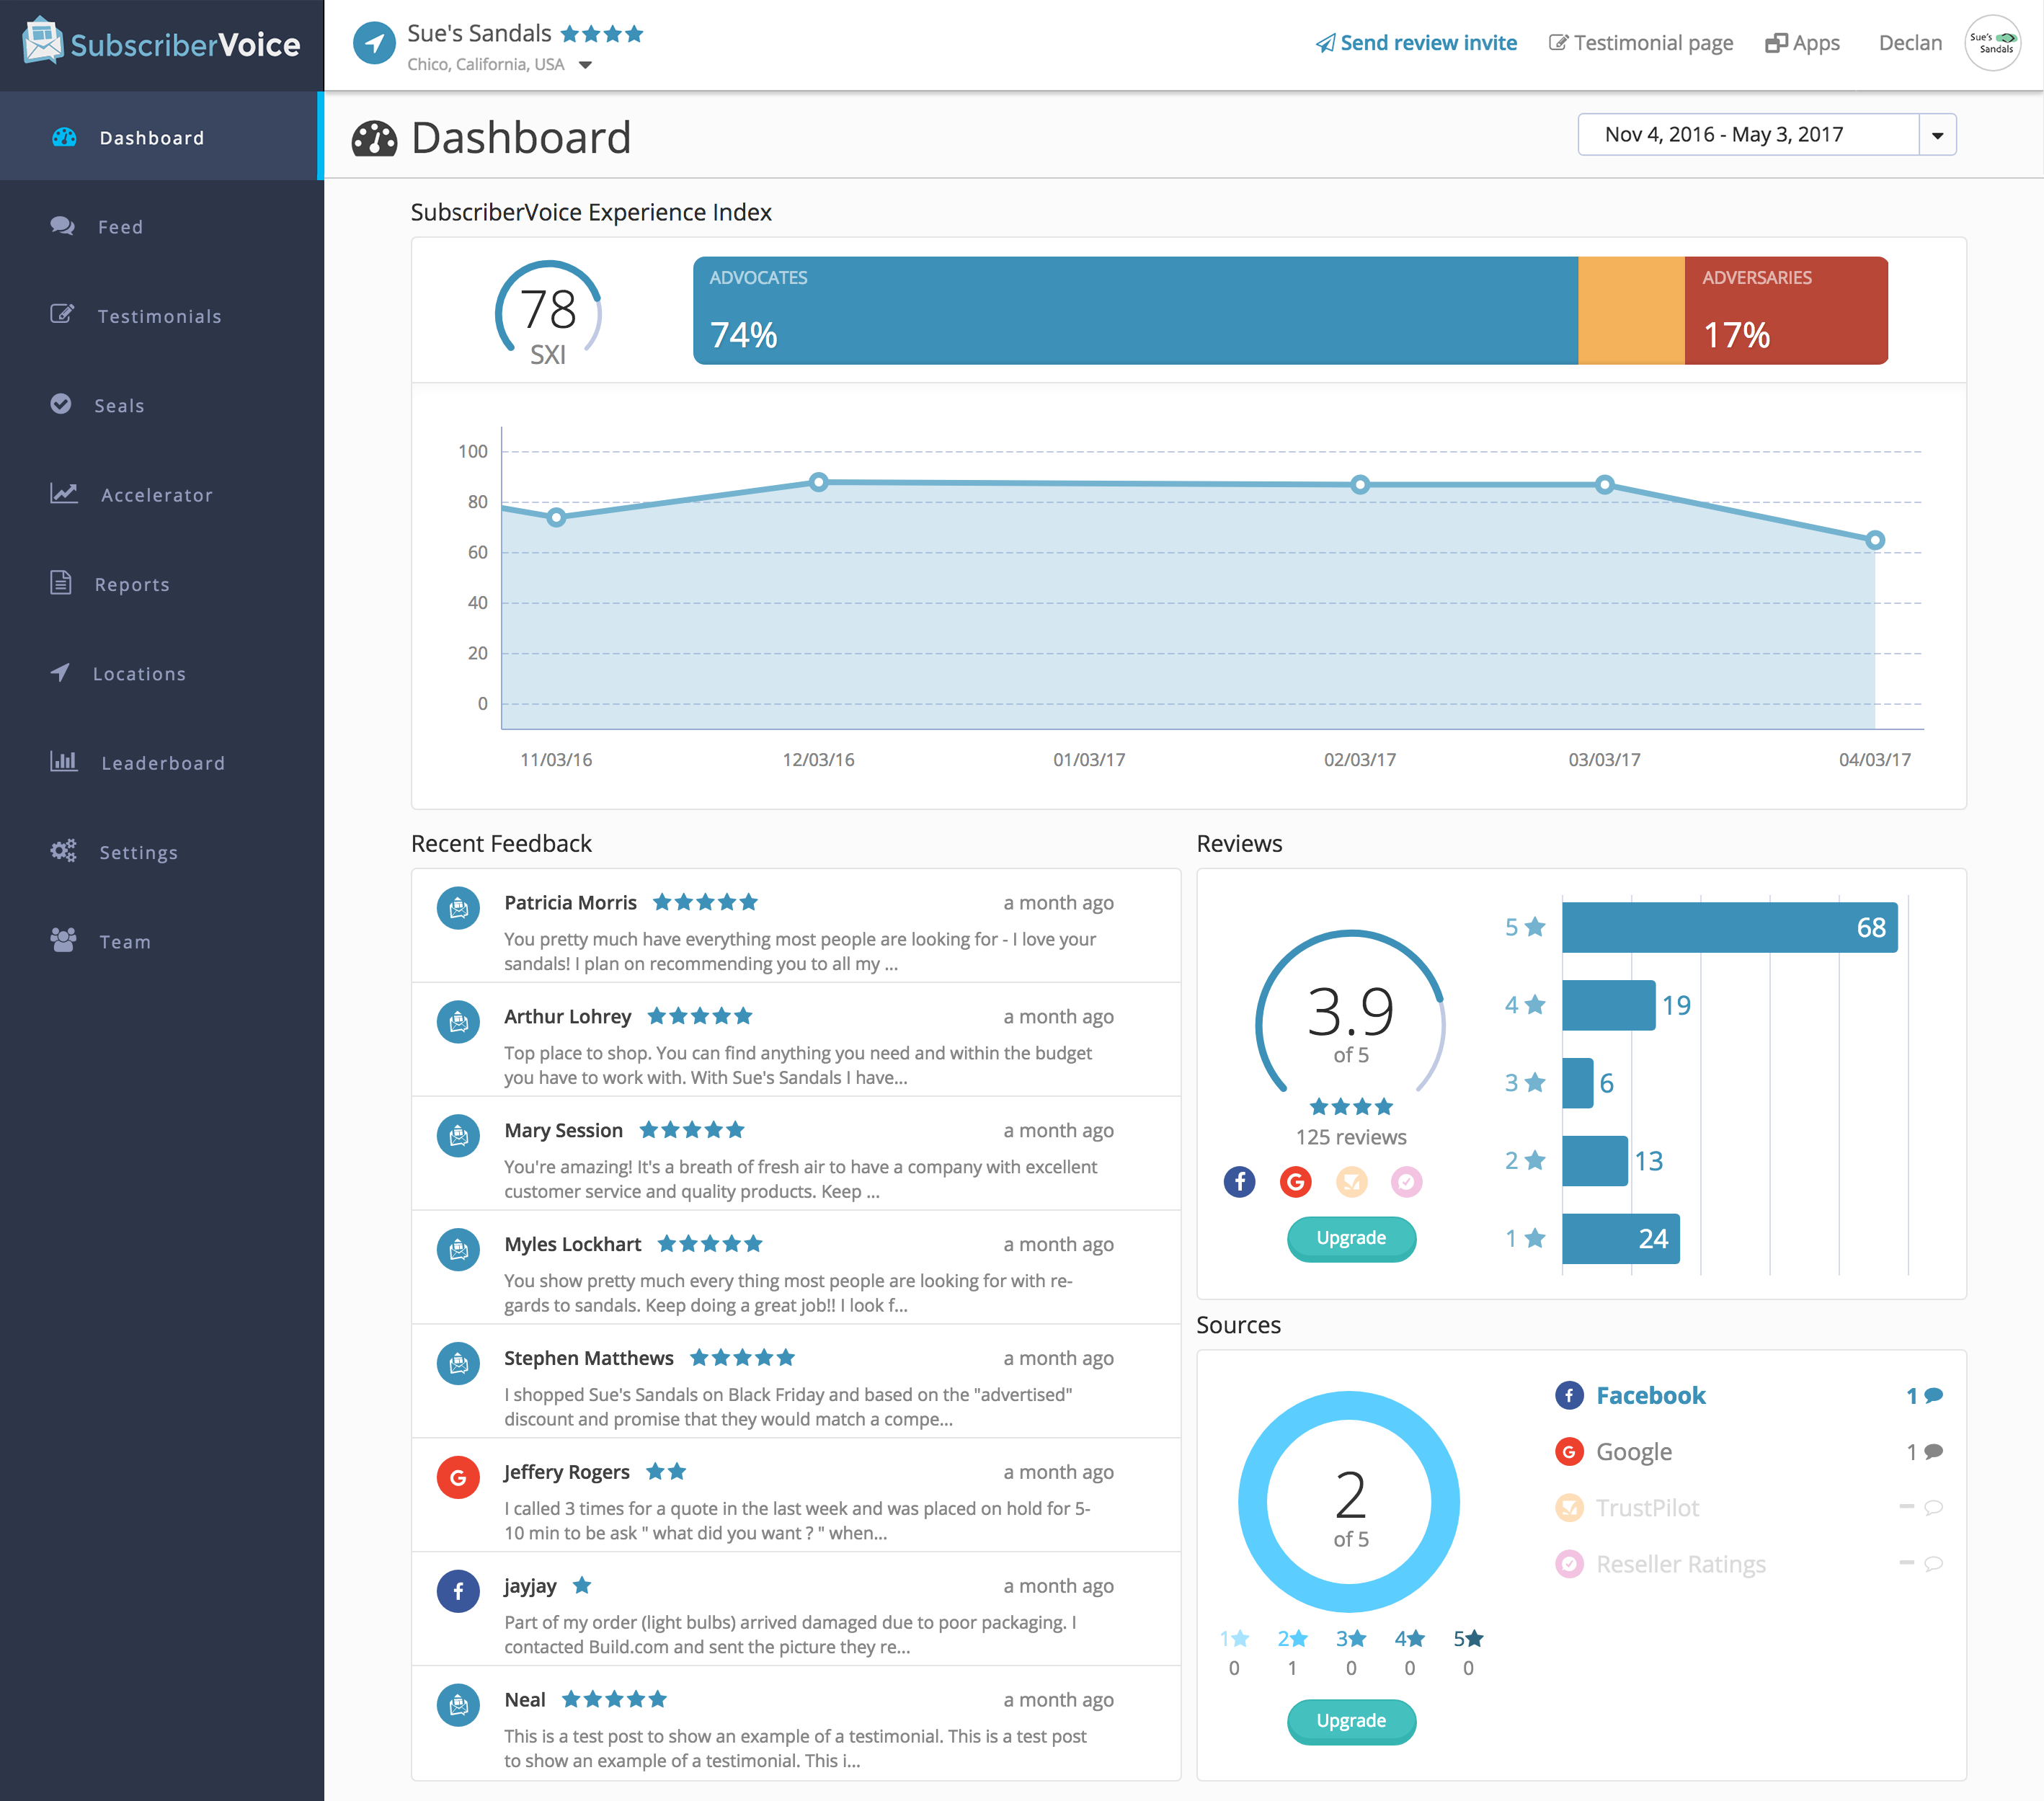 SubscriberVoice
Sue's Sandals
Chico, California, USA
Send review invite
Testimonial page
Apps
Declan
Sue's
Sandals
Dashboard
Feed
Testimonials
Seals
Accelerator
Reports
Locations
Leaderboard
Settings
Team
Dashboard
Nov 4, 2016 - May 3, 2017
SubscriberVoice Experience Index
78
SXI
ADVOCATES
74%
ADVERSARIES
17%
100
80
60
40
20
0
11/03/16
12/03/16
01/03/17
02/03/17
03/03/17
04/03/17
Recent Feedback
Patricia Morris
a month ago
You pretty much have everything most people are looking for - I love your
sandals! I plan on recommending you to all my ...
Arthur Lohrey
a month ago
Top place to shop. You can find anything you need and within the budget
you have to work with. With Sue's Sandals I have...
Mary Session
a month ago
You're amazing! It's a breath of fresh air to have a company with excellent
customer service and quality products. Keep ...
Myles Lockhart
a month ago
You show pretty much every thing most people are looking for with re-
gards to sandals. Keep doing a great job!! I look f...
Stephen Matthews
a month ago
I shopped Sue's Sandals on Black Friday and based on the "advertised"
discount and promise that they would match a compe...
Jeffery Rogers
a month ago
I called 3 times for a quote in the last week and was placed on hold for 5-
10 min to be ask " what did you want ? " when...
jayjay
a month ago
Part of my order (light bulbs) arrived damaged due to poor packaging. I
contacted Build.com and sent the picture they re...
Neal
a month ago
This is a test post to show an example of a testimonial. This is a test post
to show an example of a testimonial. This i...
Reviews
3.9
of 5
125 reviews
Upgrade
5
68
4
19
3
6
2
13
1
24
Sources
2
of 5
1
2
3
4
5
0
1
0
0
0
Upgrade
Facebook
1
Google
1
TrustPilot
Reseller Ratings